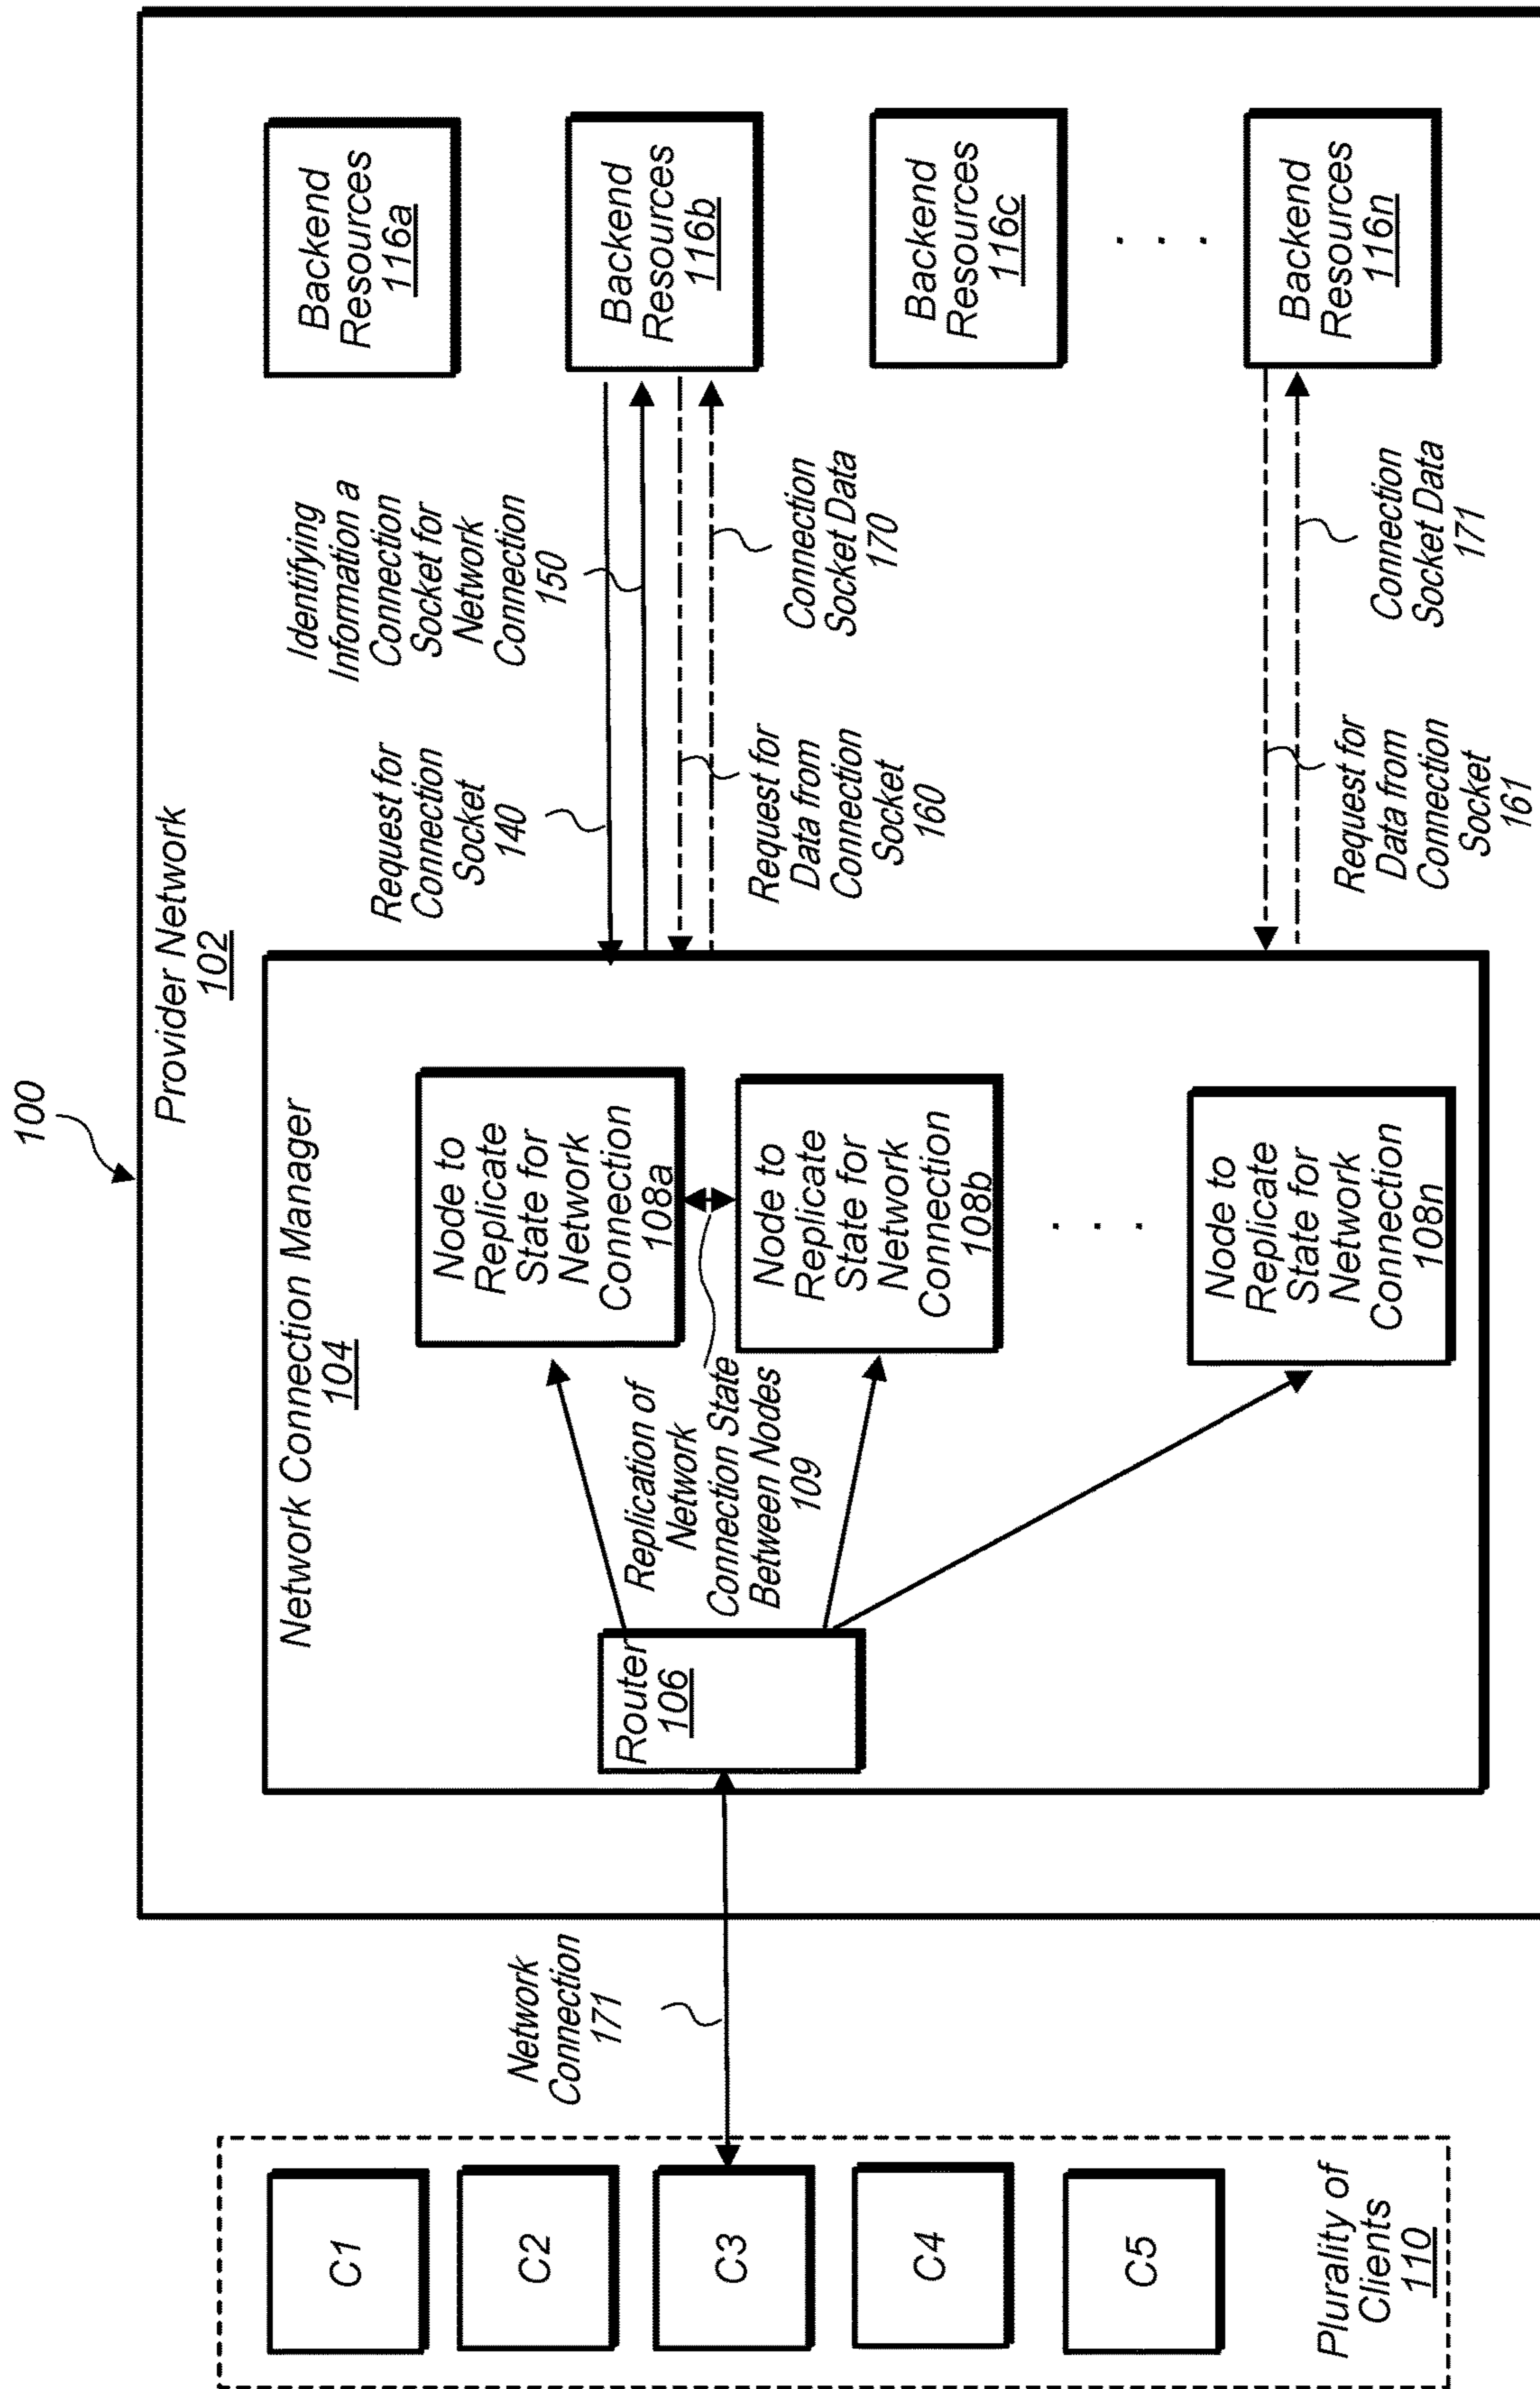 100
Provider Network
102
Network Connection Manager
104
Router
106
Node to
Replicate
State for
Network
Connection
108a
Replication of
Network
Connection State
Between Nodes
109
Node to
Replicate
State for
Network
Connection
108b
. . .
Node to
Replicate
State for
Network
Connection
108n
Request for
Connection
Socket
140
Identifying
Information a
Connection
Socket for
Network
Connection
150
Request for
Data from
Connection
Socket
160
Connection
Socket Data
170
Request for
Data from
Connection
Socket
161
Connection
Socket Data
171
Backend
Resources
116a
Backend
Resources
116b
Backend
Resources
116c
. . .
Backend
Resources
116n
Network
Connection
171
C1
C2
C3
C4
C5
Plurality of
Clients
110